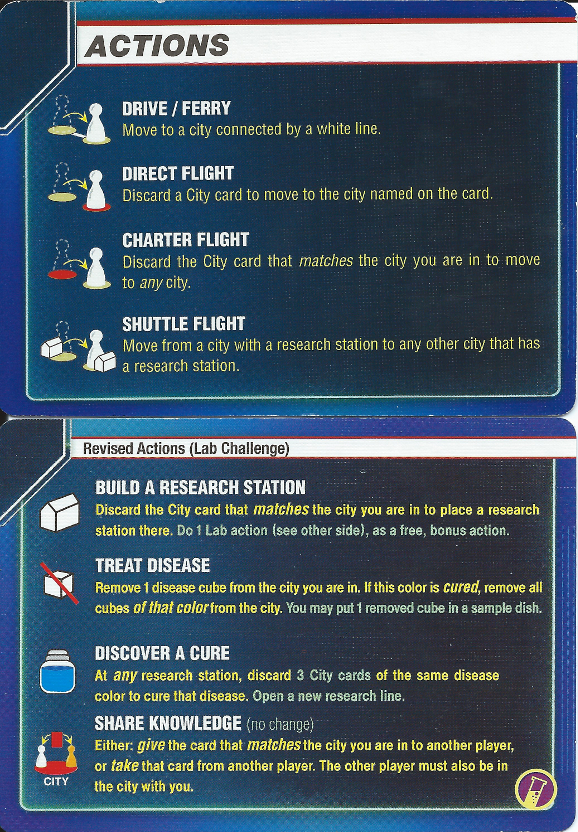 ACTIONS
DRIVE / FERRY
Move to a city connected by a white line.
DIRECT FLIGHT
Discard a City card to move to the city named on the card.
CHARTER FLIGHT
Discard the City card that matches the city you are in to move
to any city.
SHUTTLE FLIGHT
Move from a city with a research station to any other city that has
a research station.
Revised Actions (Lab Challenge)
BUILD A RESEARCH STATION
Discard the City card that matches the city you are in to place a research
station there. Do 1 Lab action (see other side), as a free, bonus action.
TREAT DISEASE
Remove 1 disease cube from the city you are in. If this color is cured, remove all
cubes of that color from the city. You may put 1 removed cube in a sample dish.
DISCOVER A CURE
At any research station, discard 3 City cards of the same disease
color to cure that disease. Open a new research line.
SHARE KNOWLEDGE (no change)
Either: give the card that matches the city you are in to another player,
or take that card from another player. The other player must also be in
the city with you.
CITY